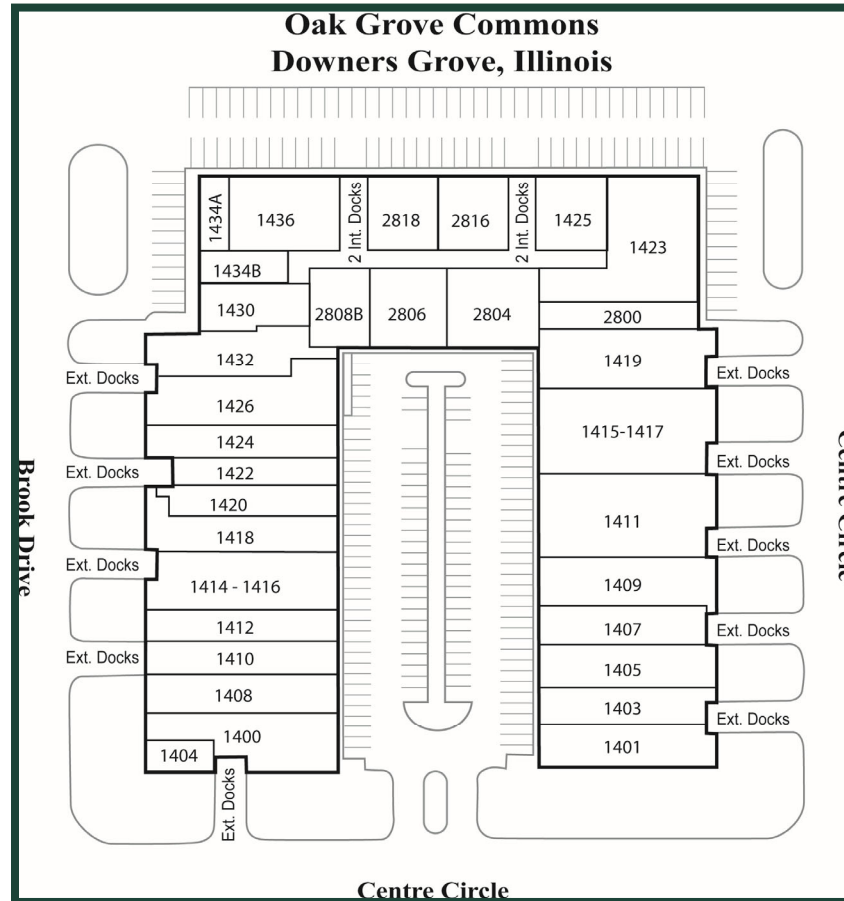 Oak Grove Commons
Downers Grove, Illinois
1434A
1436
2 Int. Docks
2818
2816
2 Int. Docks
1425
1423
1434B
1430
2808B
2806
2804
2800
1432
1419
Ext. Docks
Ext. Docks
1426
1415-1417
1424
Ext. Docks
1422
Ext. Docks
1420
1411
1418
Ext. Docks
Ext. Docks
1414 - 1416
1409
1412
1407
Ext. Docks
1410
Ext. Docks
1405
1408
1403
Ext. Docks
1400
1401
1404
Ext. Docks
Brook Drive
Centre Circle
Centre Circle